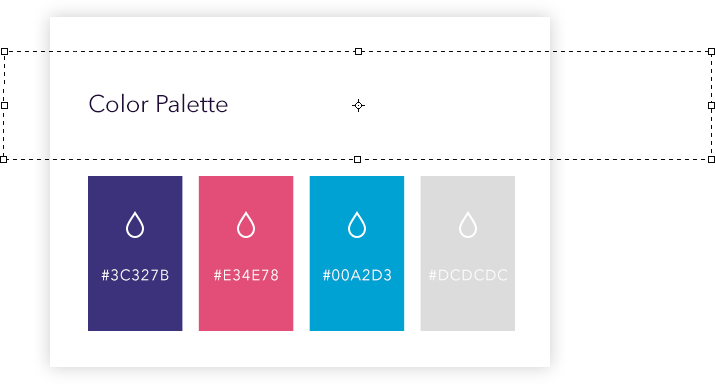 Color Palette
#3C327B
#E34E78
#00A2D3
#DCDCDC